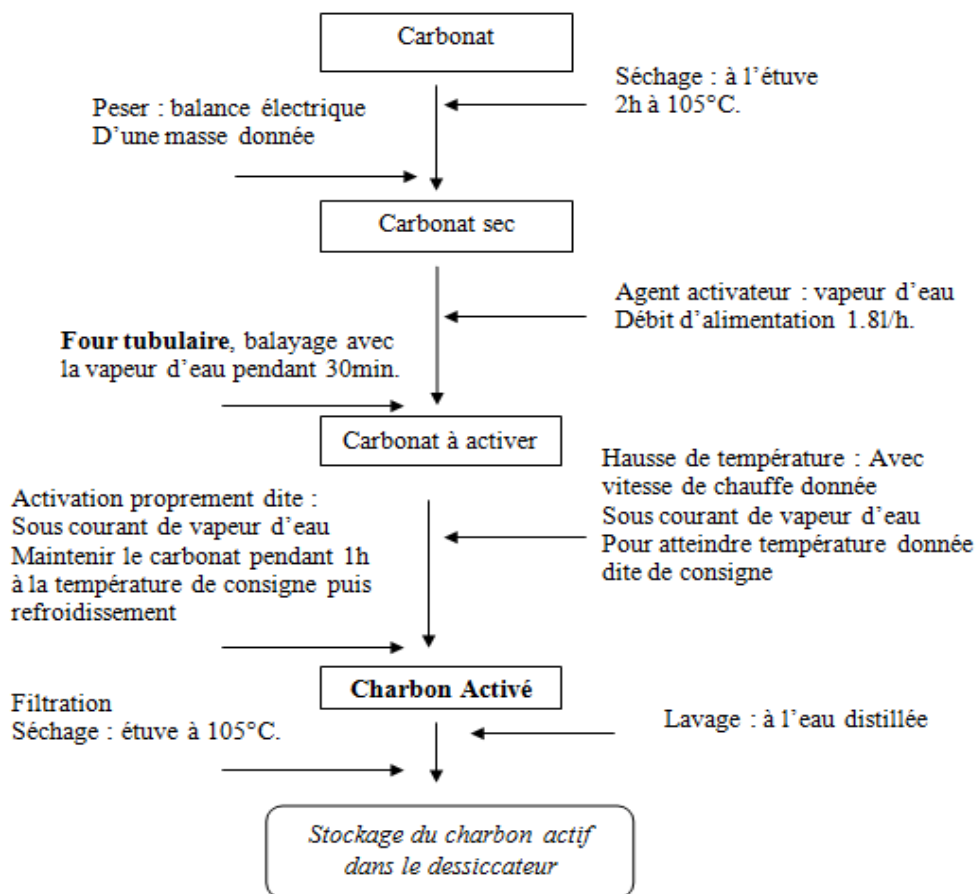 Carbonat
Séchage : à l’étuve
2h à 105°C.
Peser : balance électrique
D’une masse donnée
Carbonat sec
Agent activateur : vapeur d’eau
Débit d’alimentation 1.8l/h.
Four tubulaire, balayage avec
la vapeur d’eau pendant 30min.
Carbonat à activer
Hausse de température : Avec
vitesse de chauffe donnée
Sous courant de vapeur d’eau
Pour atteindre température donnée
dite de consigne
Activation proprement dite :
Sous courant de vapeur d’eau
Maintenir le carbonat pendant 1h
à la température de consigne puis
refroidissement
Charbon Activé
Lavage : à l’eau distillée
Filtration
Séchage : étuve à 105°C.
Stockage du charbon actif
dans le dessiccateur